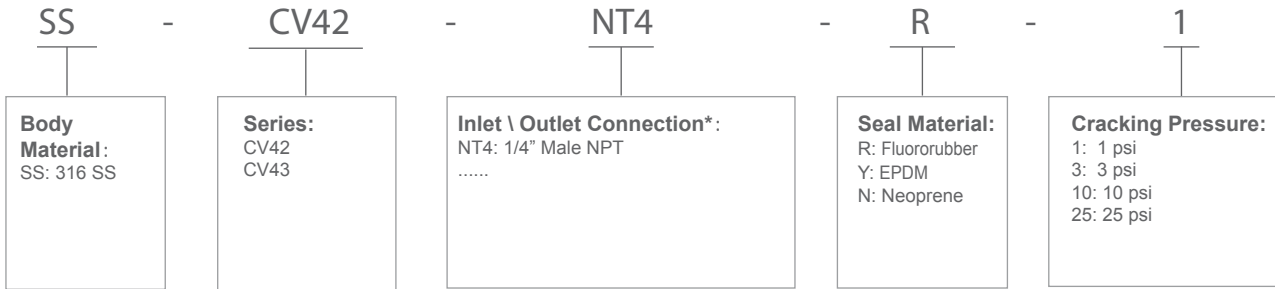 SS - CV42 - NT4 - R - 1
Body
Material:
SS: 316 SS
Series:
CV42
CV43
Inlet \ Outlet Connection*:
NT4: 1/4” Male NPT
......
Seal Material:
R: Fluororubber
Y: EPDM
N: Neoprene
Cracking Pressure:
1: 1 psi
3: 3 psi
10: 10 psi
25: 25 psi